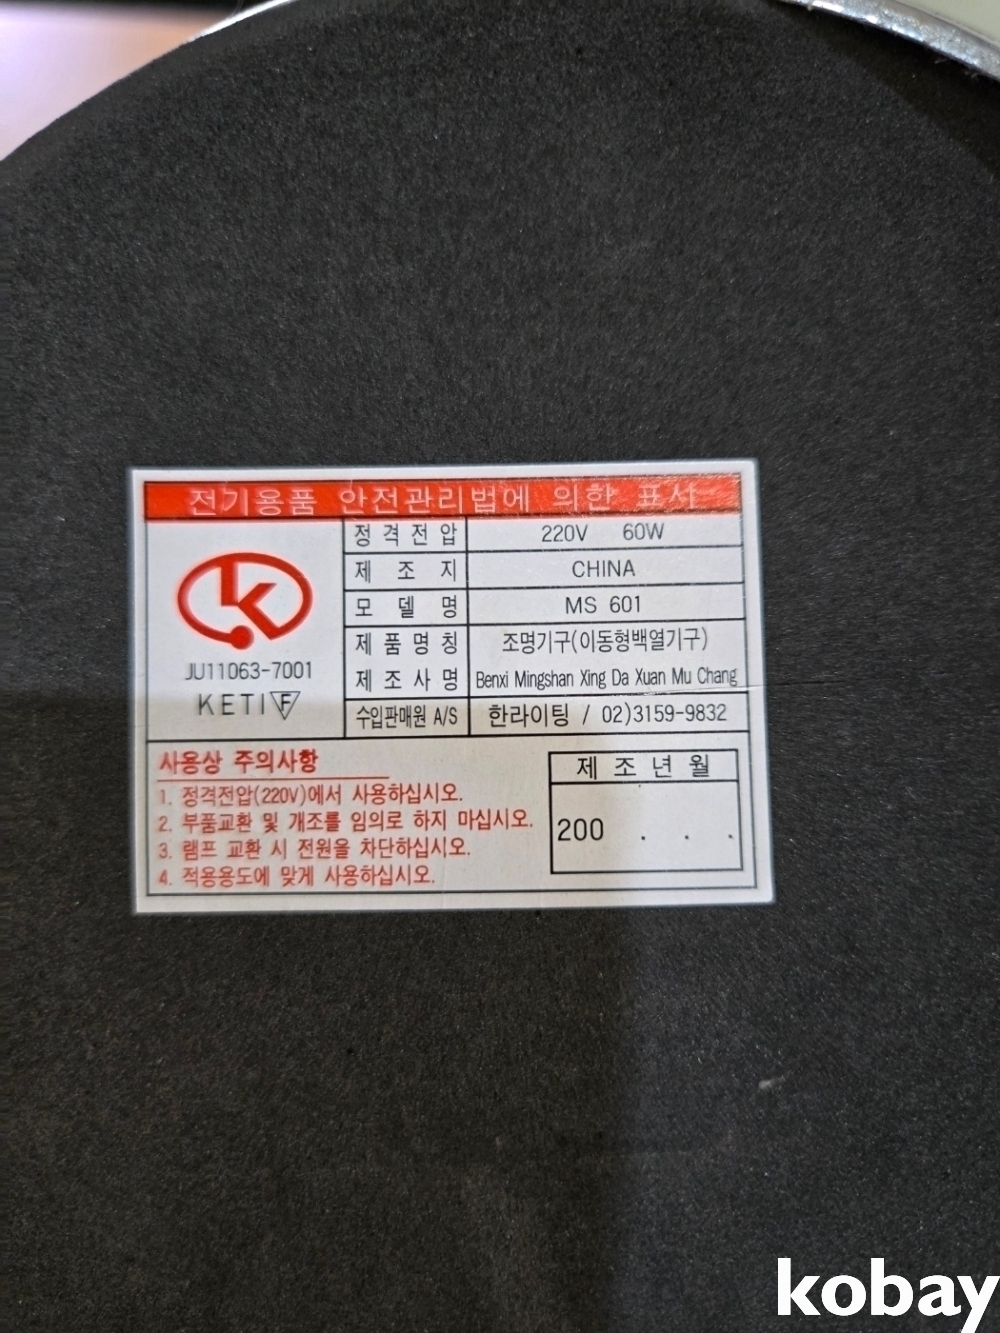 전기용품 안전관리법에 의한 표시
JU11063-7001
KETI F
정격전압 220V 60W
제조지 CHINA
모델명 MS 601
제품명칭 조명기구(이동형백열기구)
제조사명 Benxi Mingshan Xing Da Xuan Mu Chang
수입판매원 A/S 한라이팅 / 02)3159-9832
사용상 주의사항
1. 정격전압(220V)에서 사용하십시오.
2. 부품교환 및 개조를 임의로 하지 마십시오.
3. 램프 교환 시 전원을 차단하십시오.
4. 적용용도에 맞게 사용하십시오.
제조년월
200 . . .
kobay